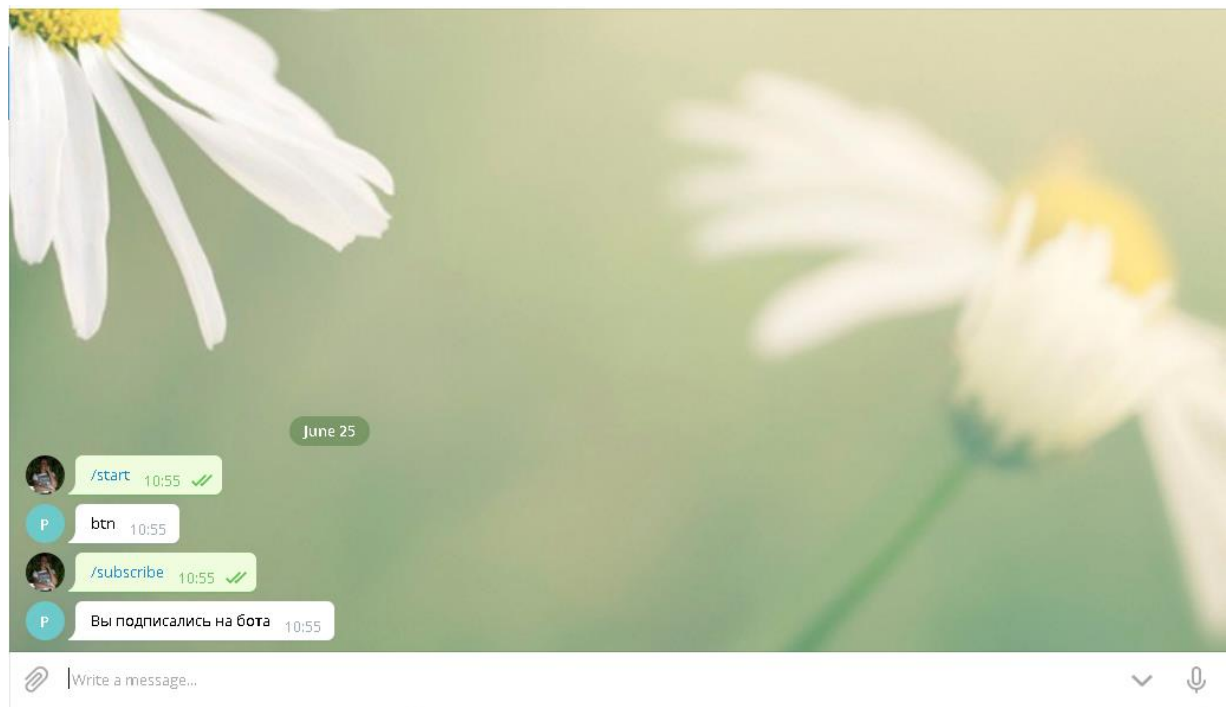 June 25
/start 10:55
P btn 10:55
/subscribe 10:55
P Вы подписались на бота 10:55
Write a message...